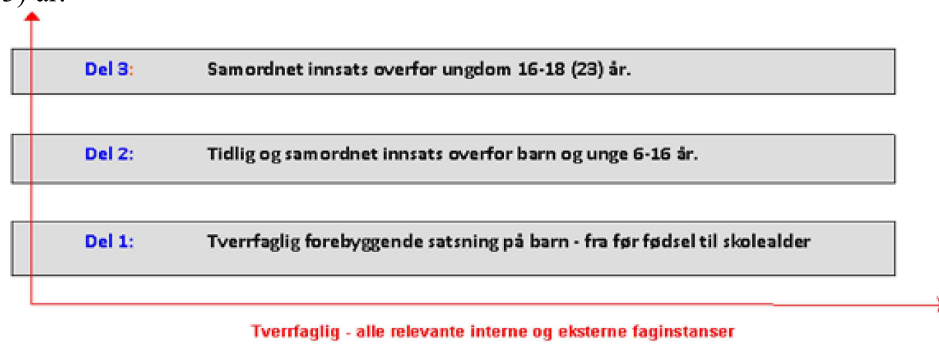 3) år.
Del 3: Samordnet innsats overfor ungdom 16-18 (23) år.
Del 2: Tidlig og samordnet innsats overfor barn og unge 6-16 år.
Del 1: Tverrfaglig forebyggende satsning på barn - fra før fødsel til skolealder
Tverrfaglig - alle relevante interne og eksterne faginstanser